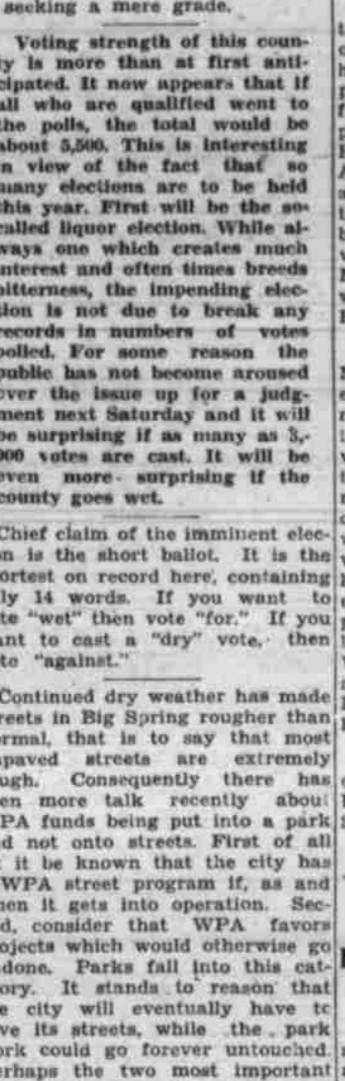 seeking a mere grade.
Voting strength of this coun-
ty is more than at first anti-
cipated. It now appears that if
all who are qualified went to
the polls, the total would be
about 5,500. This is interesting
in view of the fact that so
many elections are to be held
this year. First will be the so-
called liquor election. While al-
ways one which creates much
interest and often times breeds
bitterness, the impending elec-
tion is not due to break any
records in numbers of votes
polled. For some reason the
public has not become aroused
over the issue up for a judg-
ment next Saturday and it will
be surprising if as many as 3,-
000 votes are cast. It will be
even more surprising if the
county goes wet.
Chief claim of the imminent elec-
on is the short ballot. It is the
ortest on record here, containing
ly 14 words. If you want to
te "wet" then vote "for." If you
ant to cast a "dry" vote, then
te "against."
Continued dry weather has made
reets in Big Spring rougher than
ormal, that is to say that most
npaved streets are extremely
ugh. Consequently there has
en more talk recently about
PA funds being put into a park
d not onto streets. First of all
it be known that the city has
WPA street program if, as and
hen it gets into operation. Sec-
d, consider that WPA favors
ojects which would otherwise go
done. Parks fall into this cat-
ory. It stands to reason that
e city will eventually have to
ve its streets, while the park
ork could go forever untouched.
erhaps the two most important